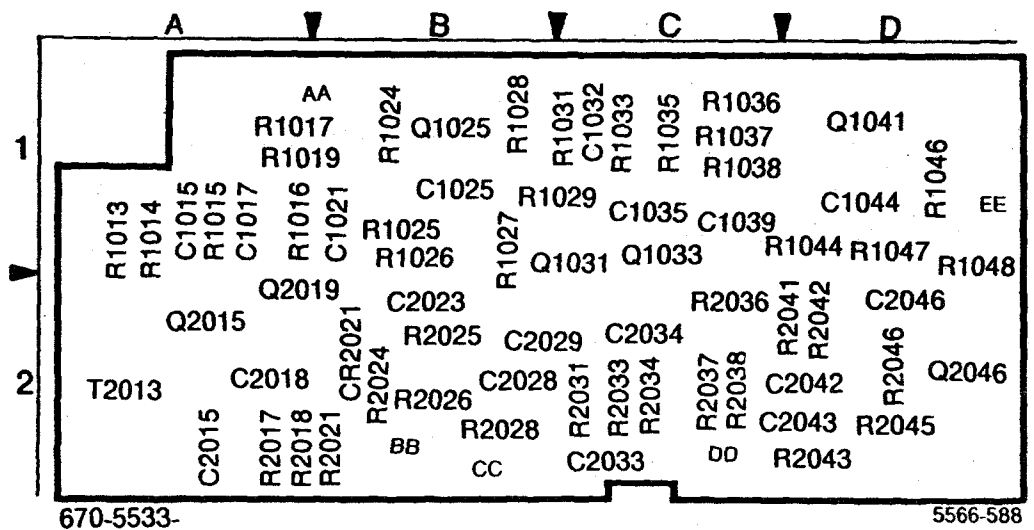 A B C D
1
2
AA
R1017
R1019
R1024
Q1025
R1028
R1031
C1032
R1033
R1035
R1036
R1037
R1038
Q1041
R1046
EE
R1013
R1014
C1015
R1015
C1017
R1016
C1021
C1025
R1025
R1026
R1027
R1029
Q1031
C1035
Q1033
C1039
C1044
R1044
R1047
R1048
Q2019
Q2015
T2013
C2018
C2015
R2017
R2018
R2021
CR2021
R2024
C2023
R2025
R2026
C2029
C2028
R2028
BB
CC
R2031
R2033
R2034
C2034
C2033
R2036
R2037
R2038
DD
R2041
R2042
C2042
C2043
R2043
C2046
R2046
R2045
Q2046
670-5533-
5566-588